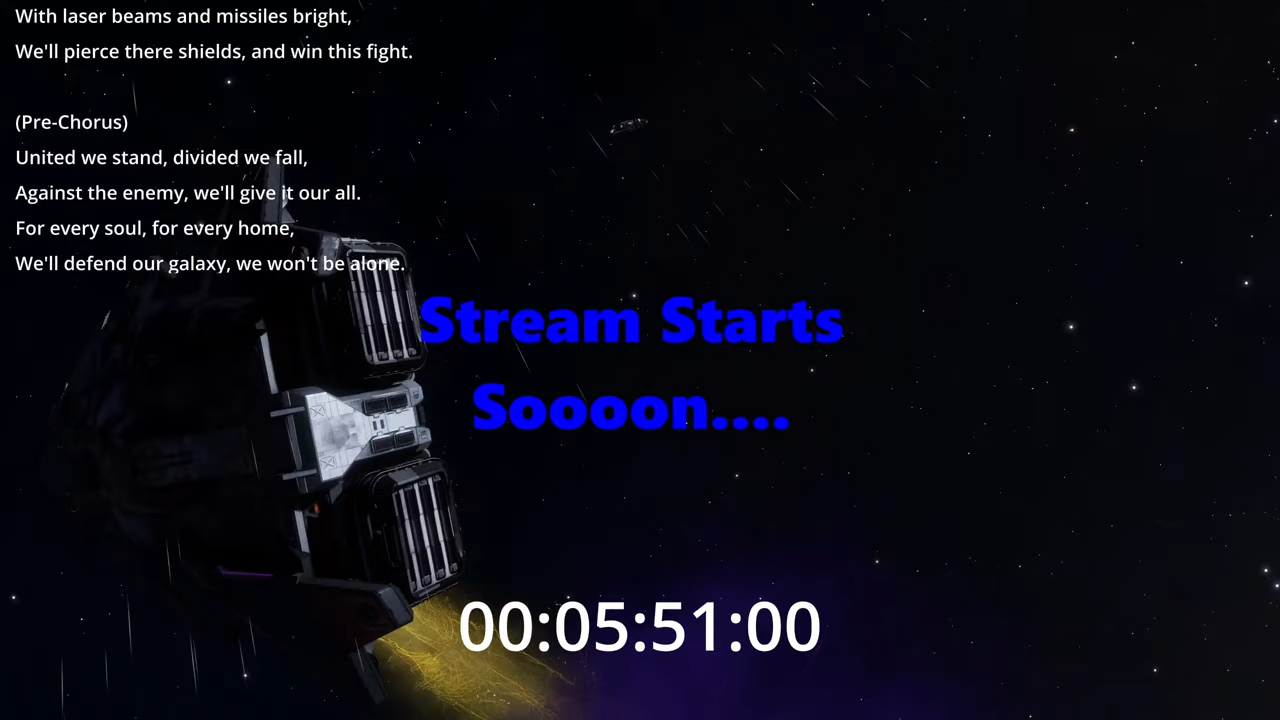 With laser beams and missiles bright,
We'll pierce there shields, and win this fight.
(Pre-Chorus)
United we stand, divided we fall,
Against the enemy, we'll give it our all.
For every soul, for every home,
We'll defend our galaxy, we won't be alone.
Stream Starts
Soooon....
00:05:51:00